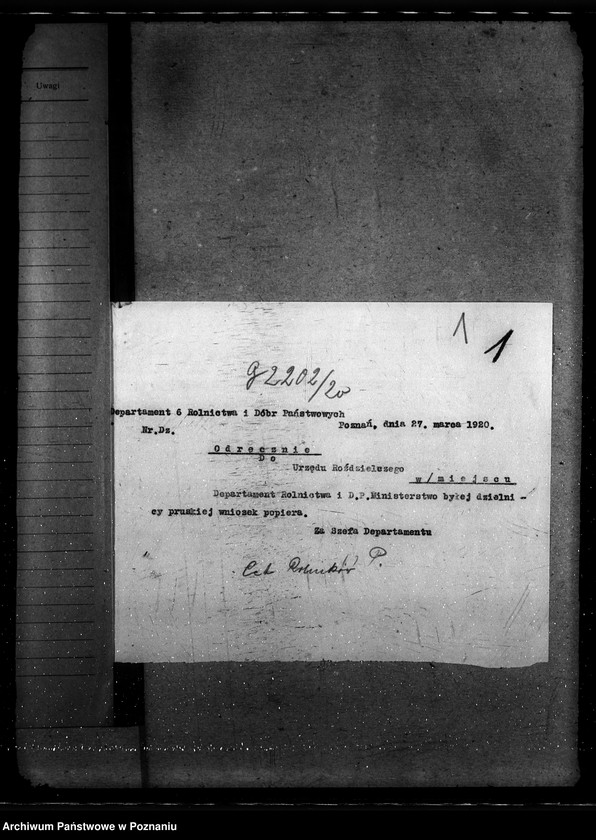 Uwagi
1 1
g 2202/20
Departament 6 Rolnictwa i Dóbr Państwowych
Poznań, dnia 27. marca 1920.
Nr.Dz.
Odręcznie
Do
Urzędu Rozdzielczego
w/miejscu
Departament Rolnictwa i D.P.Ministerstwo byłej dzielni -
cy pruskiej wniosek popiera.
Za Szefa Departamentu
P.
Archiwum Państwowe w Poznaniu